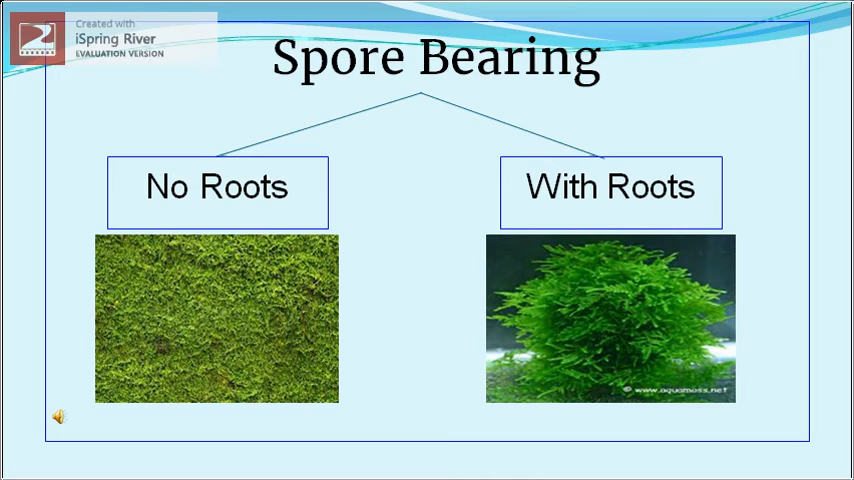 Created with
iSpring River
EVALUATION VERSION
Spore Bearing
No Roots
With Roots
© www.aquamoss.net